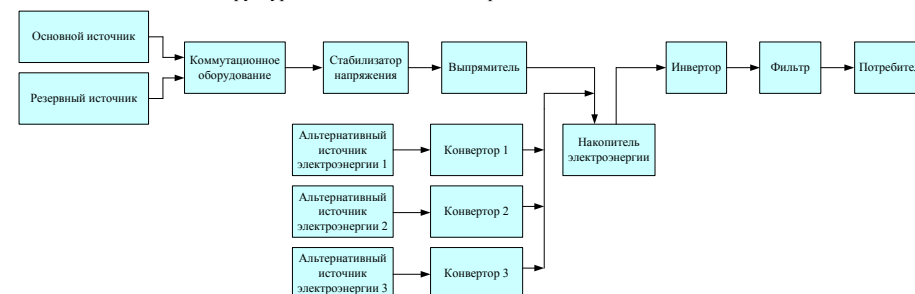 Основной источник
Резервный источник
Коммутационное
оборудование
Стабилизатор
напряжения
Выпрямитель
Инвертор
Фильтр
Накопитель
электроэнергии
Альтернативный
источник
электроэнергии 1
Конвертор 1
Альтернативный
источник
электроэнергии 2
Конвертор 2
Альтернативный
источник
электроэнергии 3
Конвертор 3